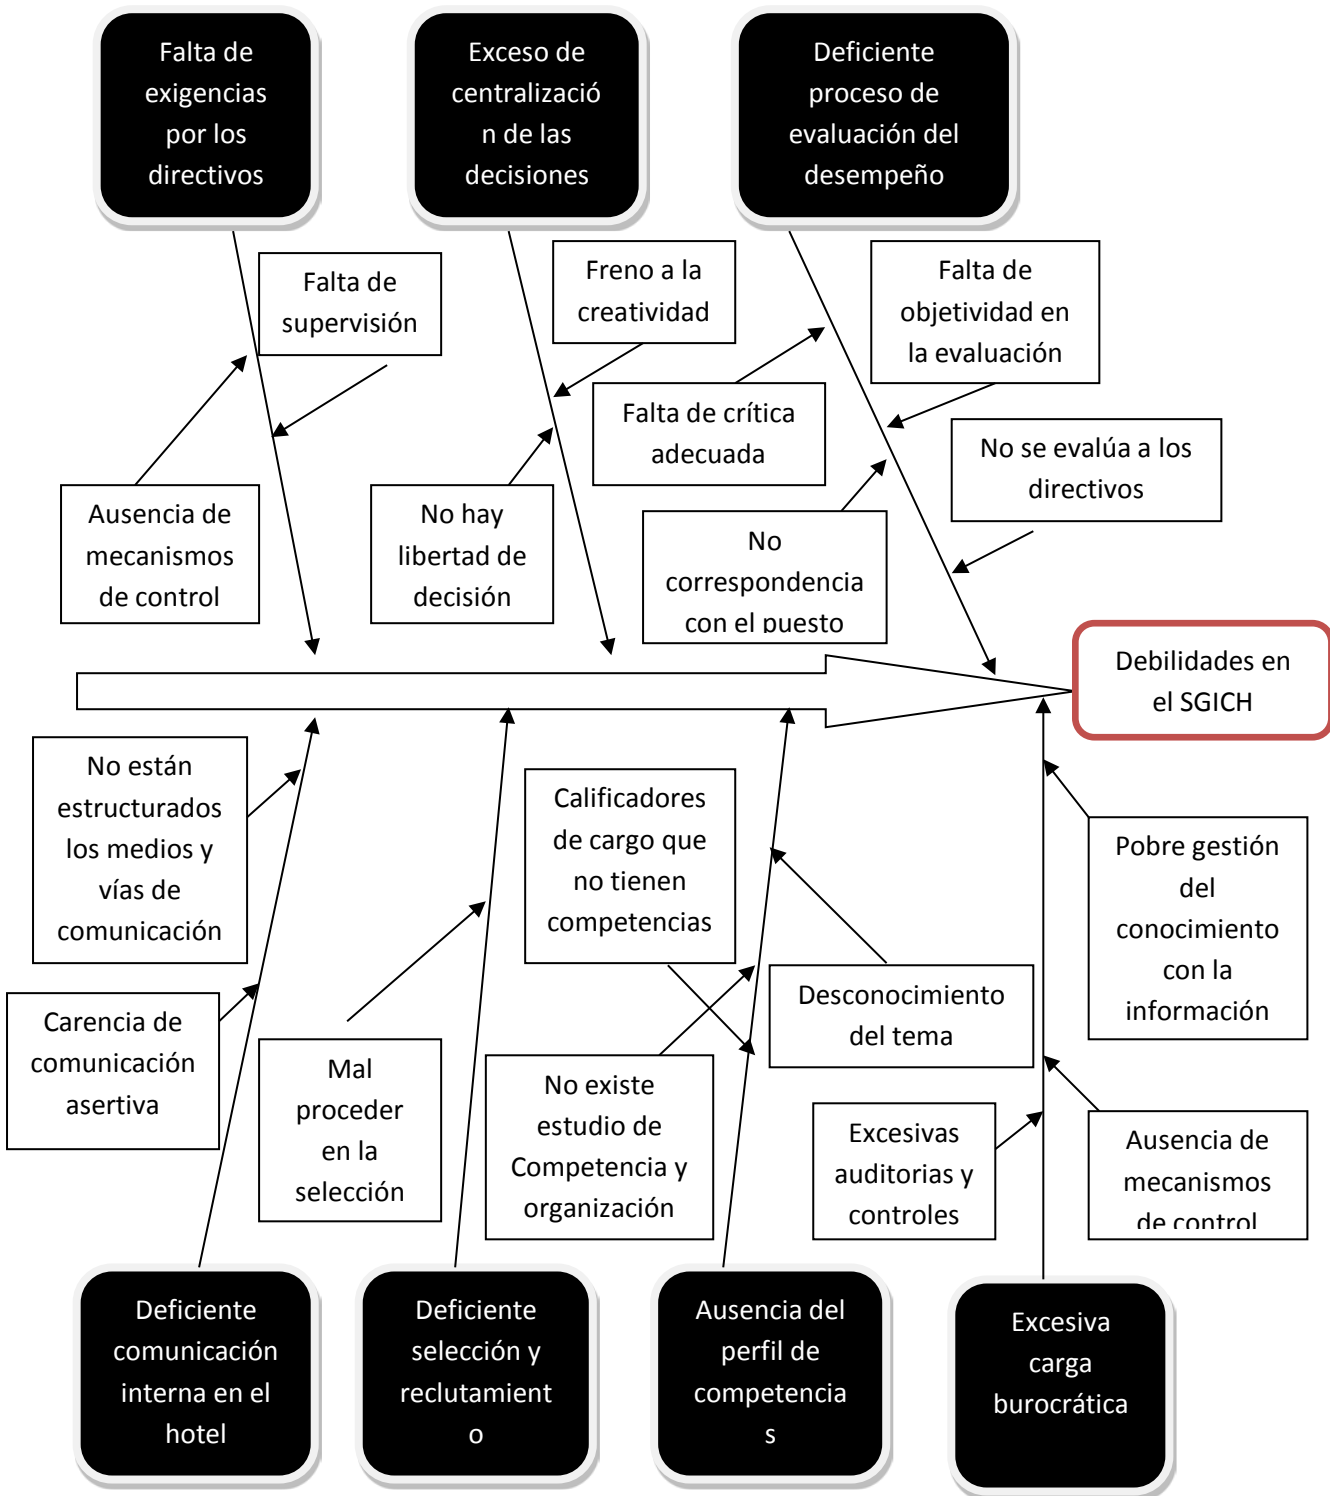 Falta de
exigencias
por los
directivos
Exceso de
centralizació
n de las
decisiones
Deficiente
proceso de
evaluación del
desempeño
Falta de
supervisión
Freno a la
creatividad
Falta de
objetividad en
la evaluación
Falta de crítica
adecuada
No se evalúa a los
directivos
Ausencia de
mecanismos
de control
No hay
libertad de
decisión
No
correspondencia
con el puesto
Debilidades en
el SGICH
No están
estructurados
los medios y
vías de
comunicación
Calificadores
de cargo que
no tienen
competencias
Pobre gestión
del
conocimiento
con la
información
Carencia de
comunicación
asertiva
Desconocimiento
del tema
Mal
proceder
en la
selección
No existe
estudio de
Competencia y
organización
Excesivas
auditorias y
controles
Ausencia de
mecanismos
de control
Deficiente
comunicación
interna en el
hotel
Deficiente
selección y
reclutamient
o
Ausencia del
perfil de
competencia
s
Excesiva
carga
burocrática